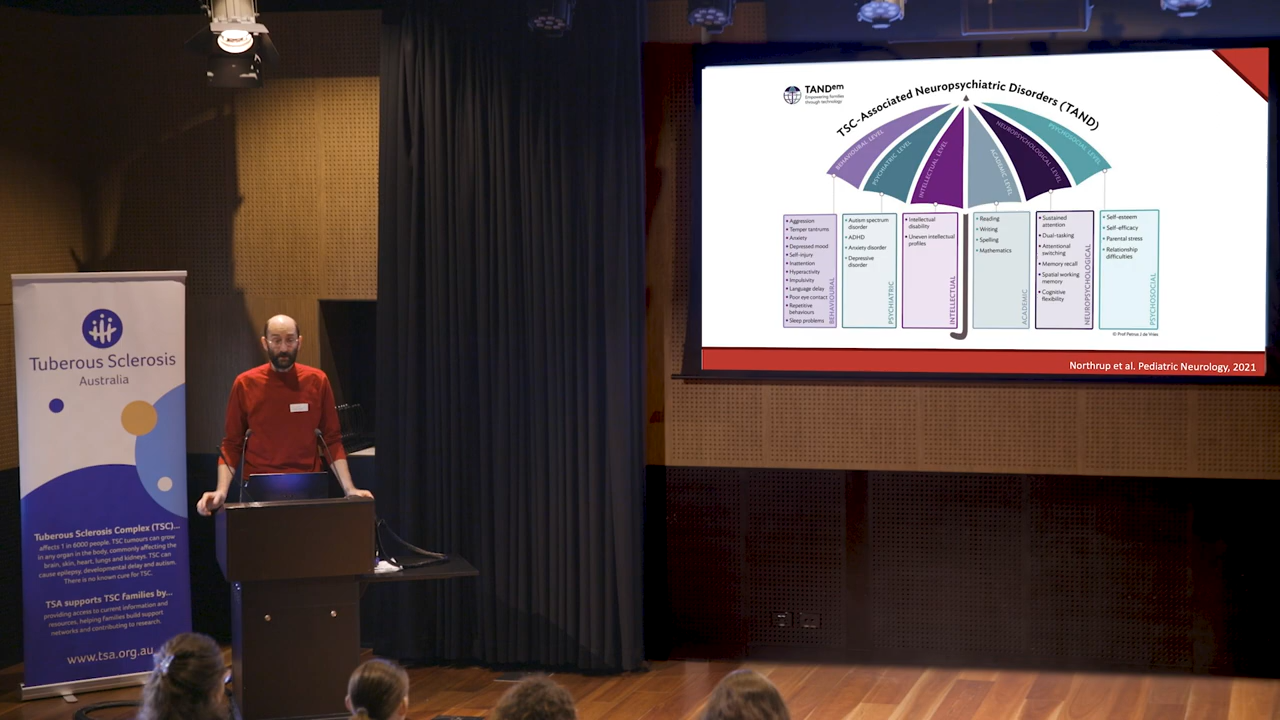 Tuberous Sclerosis
Australia
Tuberous Sclerosis Complex (TSC)...
affects 1 in 6000 people. TSC tumours can grow
in any organ in the body, commonly affecting the
brain, skin, heart, lungs and kidneys. TSC can
cause epilepsy, developmental delay and autism.
There is no known cure for TSC.
TSA supports TSC families by...
providing access to current information and
resources, helping families build support
networks and contributing to research.
www.tsa.org.au
TANDem
Empowering families
through technology
TSC-Associated Neuropsychiatric Disorders (TAND)
BEHAVIOURAL LEVEL
PSYCHIATRIC LEVEL
INTELLECTUAL LEVEL
ACADEMIC LEVEL
NEUROPSYCHOLOGICAL LEVEL
PSYCHOSOCIAL LEVEL
• Aggression
• Temper tantrums
• Anxiety
• Depressed mood
• Self-injury
• Inattention
• Hyperactivity
• Impulsivity
• Language delay
• Poor eye contact
• Repetitive
behaviours
• Sleep problems
BEHAVIOURAL
• Autism spectrum
disorder
• ADHD
• Anxiety disorder
• Depressive
disorder
PSYCHIATRIC
• Intellectual
disability
• Uneven intellectual
profiles
INTELLECTUAL
• Reading
• Writing
• Spelling
• Mathematics
ACADEMIC
• Sustained
attention
• Dual-tasking
• Attentional
switching
• Memory recall
• Spatial working
memory
• Cognitive
flexibility
NEUROPSYCHOLOGICAL
• Self-esteem
• Self-efficacy
• Parental stress
• Relationship
difficulties
PSYCHOSOCIAL
© Prof Petrus J de Vries
Northrup et al. Pediatric Neurology, 2021